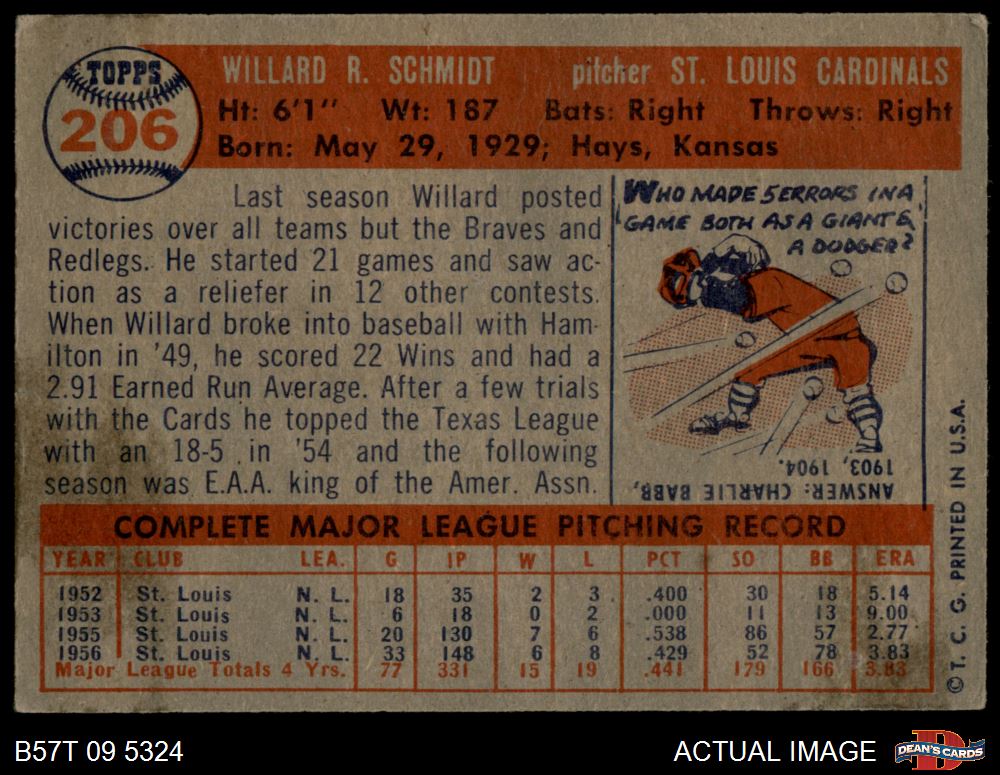 TOPPS
206
WILLARD R. SCHMIDT pitcher ST. LOUIS CARDINALS
Ht: 6'1" Wt: 187 Bats: Right Throws: Right
Born: May 29, 1929; Hays, Kansas
Last season Willard posted
victories over all teams but the Braves and
Redlegs. He started 21 games and saw ac-
tion as a reliefer in 12 other contests.
When Willard broke into baseball with Ham-
ilton in '49, he scored 22 Wins and had a
2.91 Earned Run Average. After a few trials
with the Cards he topped the Texas League
with an 18-5 in '54 and the following
season was E.A.A. king of the Amer. Assn.
WHO MADE 5 ERRORS IN A
GAME BOTH AS A GIANT &
A DODGER?
ANSWER: CHARLIE BABB,
1903, 1904.
COMPLETE MAJOR LEAGUE PITCHING RECORD
YEAR CLUB LEA. G IP W L PCT SO BB ERA
1952 St. Louis N. L. 18 35 2 3 .400 30 18 5.14
1953 St. Louis N. L. 6 18 0 2 .000 11 13 9.00
1955 St. Louis N. L. 20 130 7 6 .538 86 57 2.77
1956 St. Louis N. L. 33 148 6 8 .429 52 78 3.83
Major League Totals 4 Yrs. 77 331 15 19 .441 179 166 3.83
© T. C. G. PRINTED IN U.S.A.
B57T 09 5324
ACTUAL IMAGE
D
DEAN'S CARDS